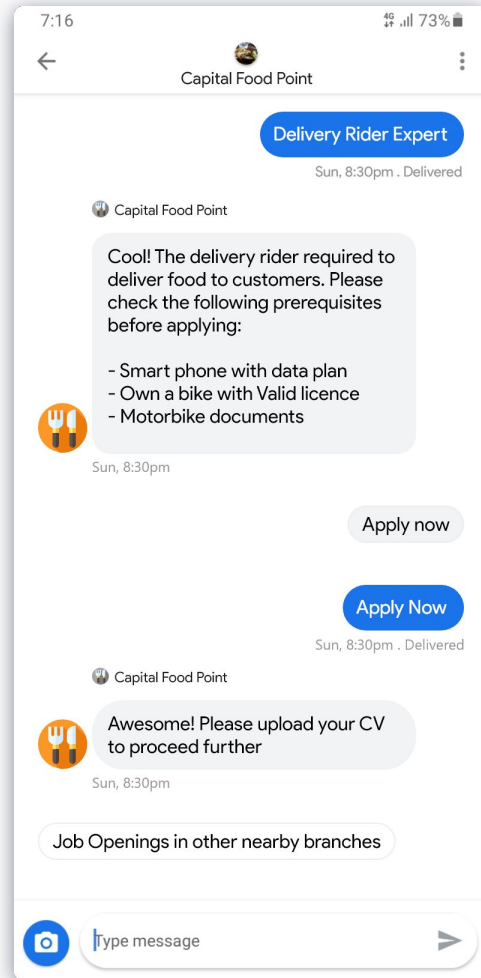 7:16 4G 73%
Capital Food Point
Delivery Rider Expert
Sun, 8:30pm . Delivered
Capital Food Point
Cool! The delivery rider required to
deliver food to customers. Please
check the following prerequisites
before applying:
- Smart phone with data plan
- Own a bike with Valid licence
- Motorbike documents
Sun, 8:30pm
Apply now
Apply Now
Sun, 8:30pm . Delivered
Capital Food Point
Awesome! Please upload your CV
to proceed further
Sun, 8:30pm
Job Openings in other nearby branches
Type message